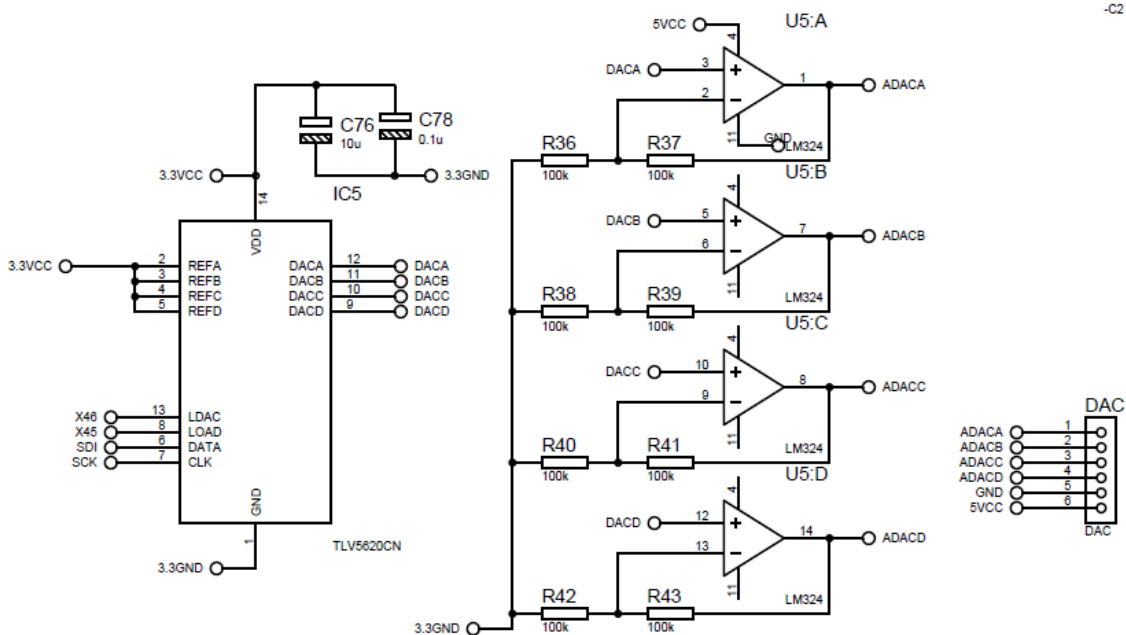 -C2
U5:A
5VCC
4
DACA
3
1
ADACA
2
11
GND
LM324
R36
R37
100k
100k
C76
10u
C78
0.1u
3.3VCC
3.3GND
14
IC5
VDD
3.3VCC
2
REFA
3
REFB
4
REFC
5
REFD
DACA
12
DACA
DACB
11
DACB
DACC
10
DACC
DACD
9
DACD
X46
13
LDAC
X45
8
LOAD
SDI
6
DATA
SCK
7
CLK
GND
1
3.3GND
TLV5620CN
U5:B
4
DACB
5
7
ADACB
6
11
LM324
R38
R39
100k
100k
U5:C
4
DACC
10
8
ADACC
9
11
LM324
R40
R41
100k
100k
U5:D
4
DACD
12
14
ADACD
13
11
LM324
R42
R43
100k
100k
3.3GND
DAC
ADACA
1
ADACB
2
ADACC
3
ADACD
4
GND
5
5VCC
6
DAC